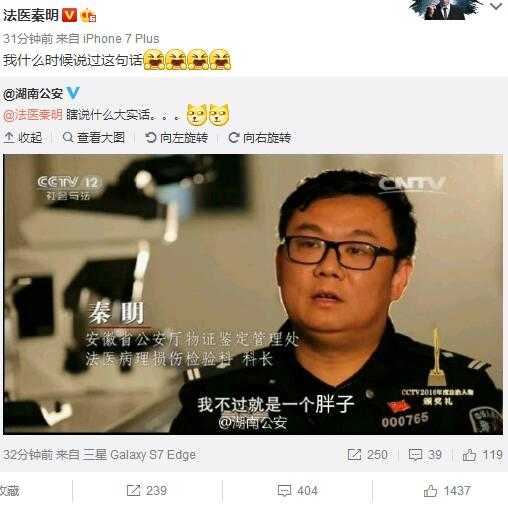 法医秦明
31分钟前 来自 iPhone 7 Plus
我什么时候说过这句话
@湖南公安
@法医秦明 瞎说什么大实话。。。
收起 查看大图 向左旋转 向右旋转
CCTV 12
社会与法
CNTV
秦明
安徽省公安厅物证鉴定管理处
法医病理损伤检验科 科长
CCTV2016年度法治人物
颁奖礼
我不过就是一个胖子
000765
@湖南公安
32分钟前 来自 三星 Galaxy S7 Edge 250 39 119
收藏 239 404 1437